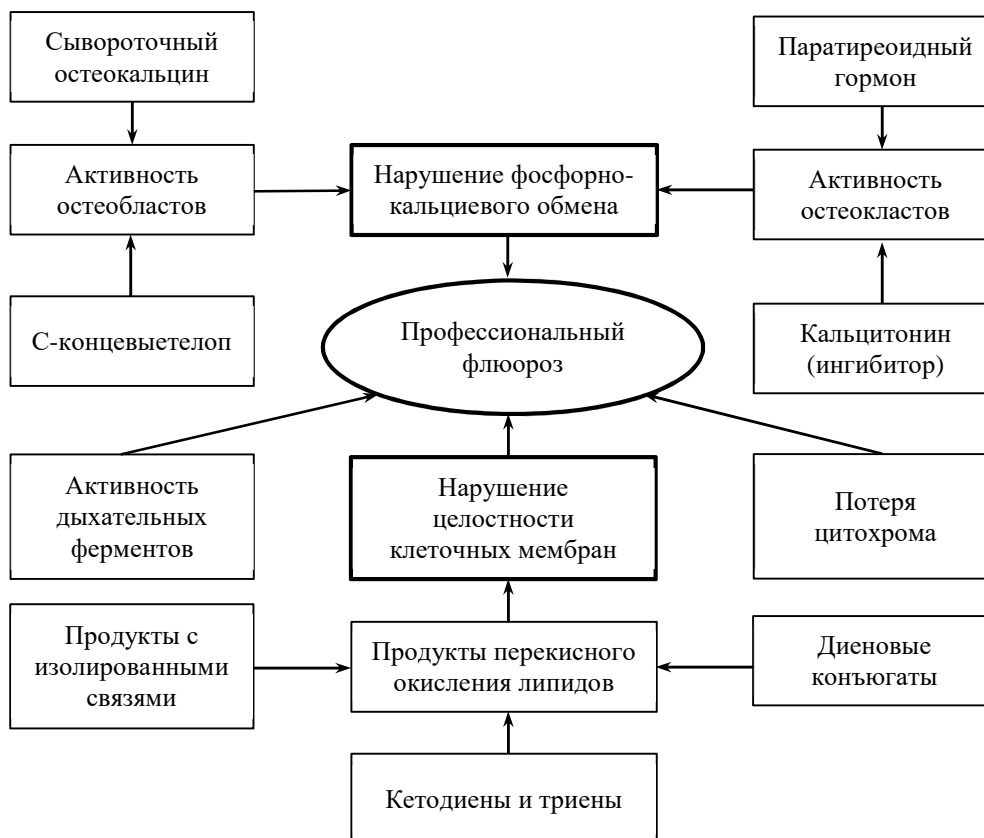 Сывороточный
остеокальцин
Паратиреоидный
гормон
Активность
остеобластов
Нарушение фосфорно-
кальциевого обмена
Активность
остеокластов
С-концевыетелоп
Профессиональный
флюороз
Кальцитонин
(ингибитор)
Активность
дыхательных
ферментов
Нарушение
целостности
клеточных мембран
Потеря
цитохрома
Продукты с
изолированными
связями
Продукты перекисного
окисления липидов
Диеновые
конъюгаты
Кетодиены и триены